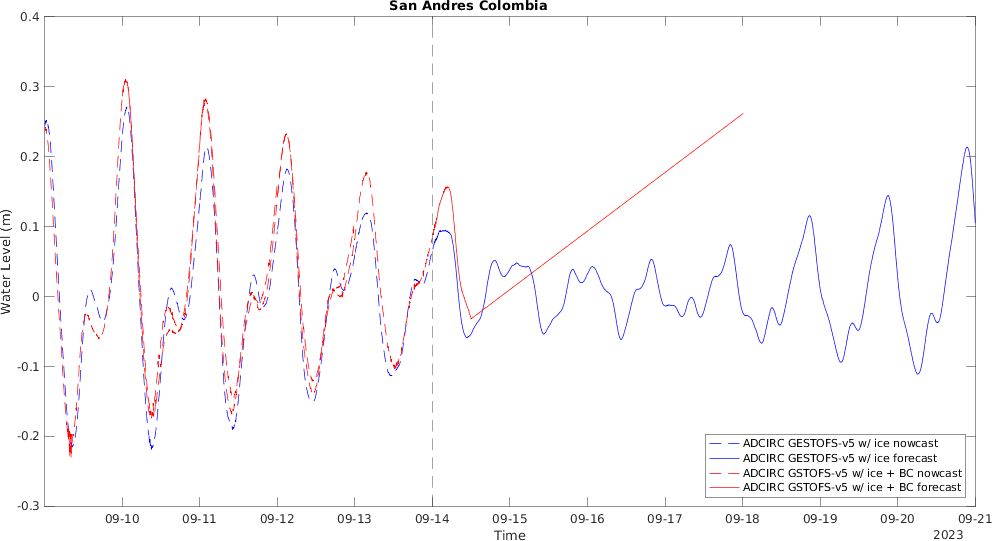 San Andres Colombia
0.4
0.3
0.2
0.1
0
-0.1
-0.2
-0.3
Water Level (m)
09-10 09-11 09-12 09-13 09-14 09-15 09-16 09-17 09-18 09-19 09-20 09-21
Time
2023
ADCIRC GESTOFS-v5 w/ ice nowcast
ADCIRC GESTOFS-v5 w/ ice forecast
ADCIRC GSTOFS-v5 w/ ice + BC nowcast
ADCIRC GSTOFS-v5 w/ ice + BC forecast